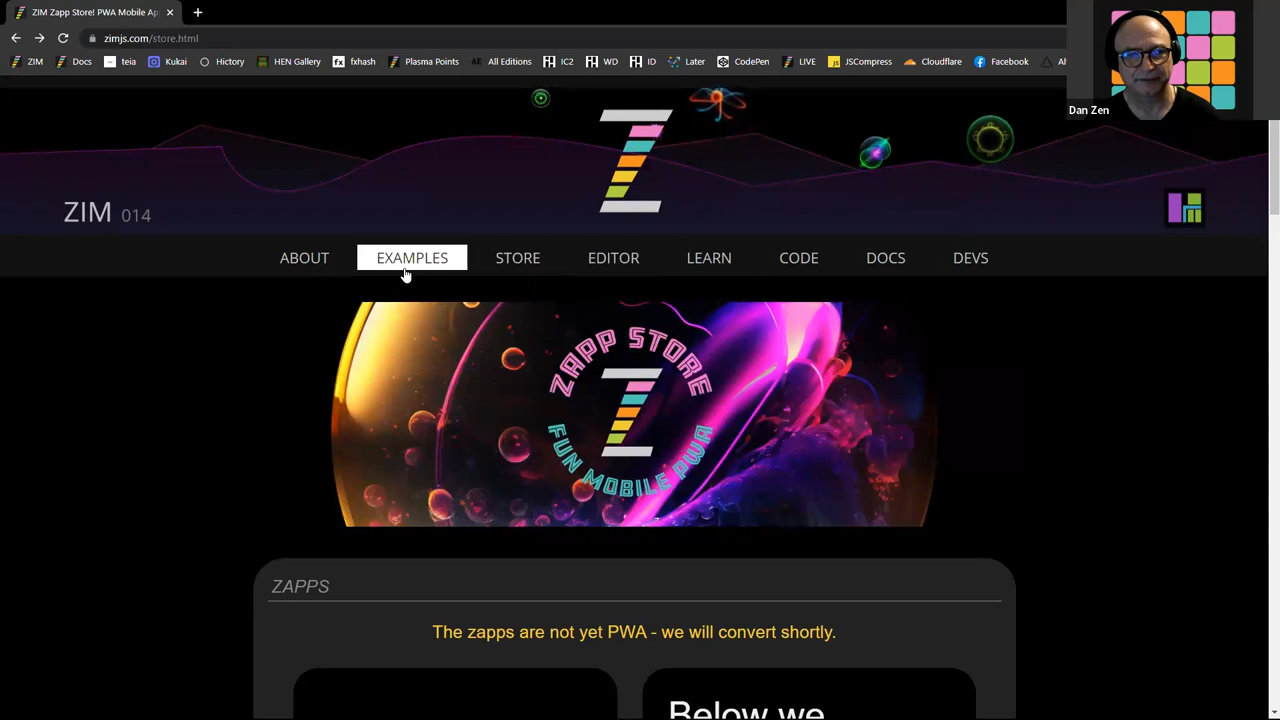 ZIM Zapp Store! PWA Mobile Ap
zimjs.com/store.html
ZIM Docs teia Kukai Hictory HEN Gallery fxhash Plasma Points All Editions IC2 WD ID Later CodePen LIVE JSCompress Cloudflare Facebook
Dan Zen
ZIM 014
ABOUT EXAMPLES STORE EDITOR LEARN CODE DOCS DEVS
ZAPP STORE
FUN MOBILE PWA
ZAPPS
The zapps are not yet PWA - we will convert shortly.
Below we